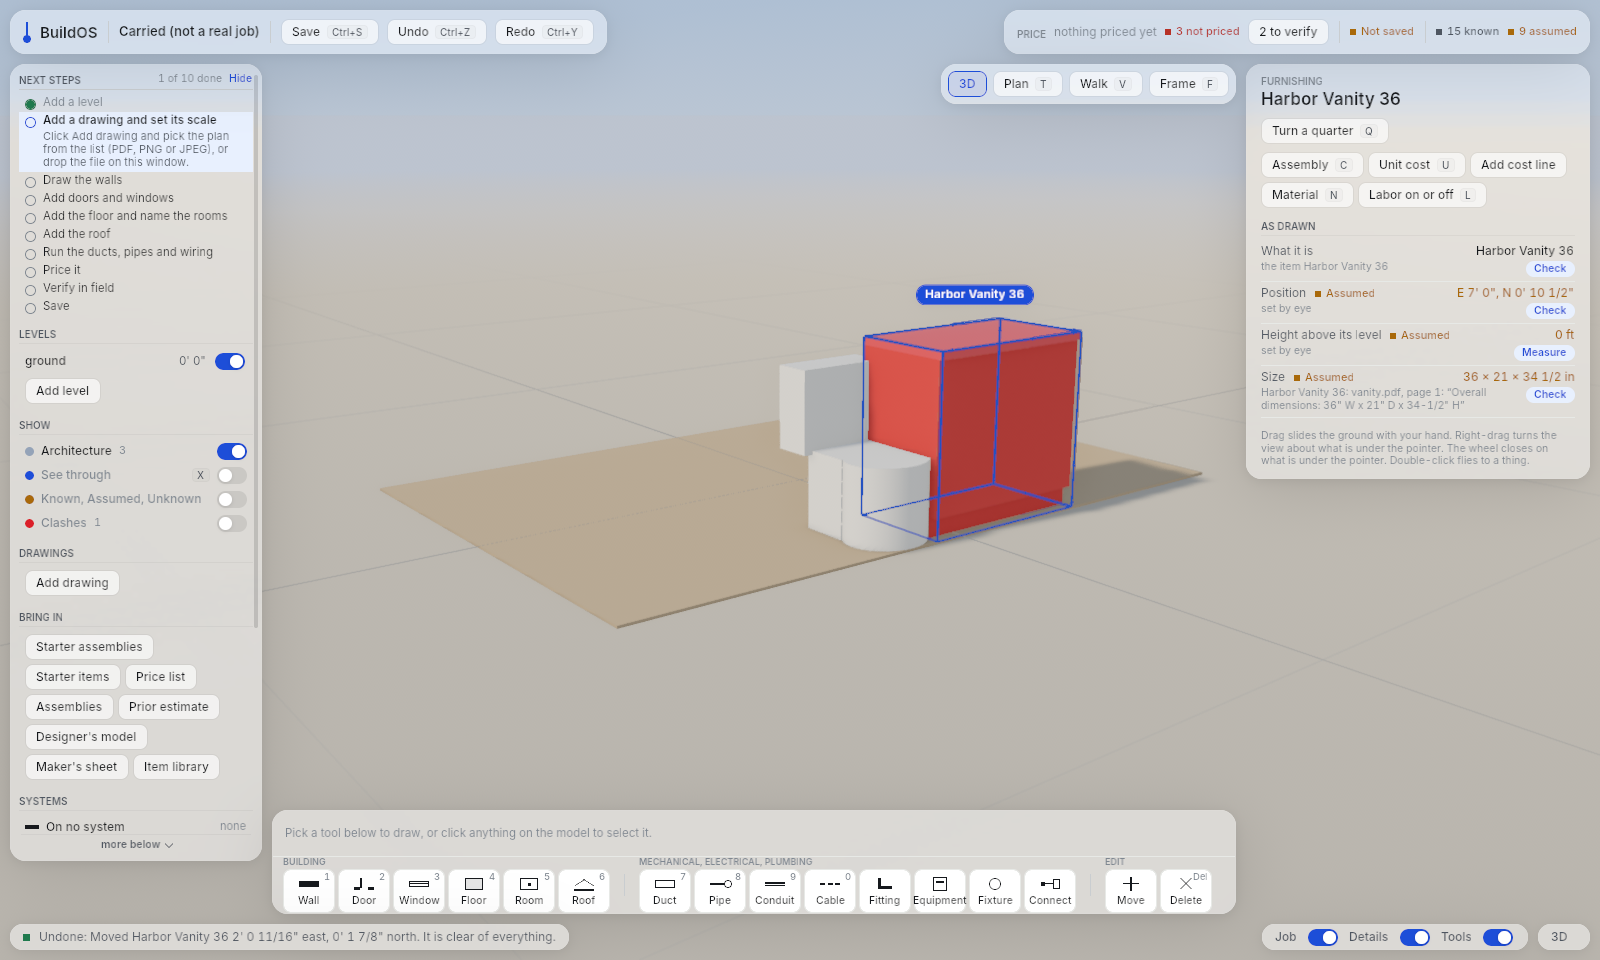 BuildOS
Carried (not a real job)
Save Ctrl+S
Undo Ctrl+Z
Redo Ctrl+Y
PRICE nothing priced yet
3 not priced
2 to verify
Not saved
15 known
9 assumed
NEXT STEPS
1 of 10 done Hide
Add a level
Add a drawing and set its scale
Click Add drawing and pick the plan
from the list (PDF, PNG or JPEG), or
drop the file on this window.
Draw the walls
Add doors and windows
Add the floor and name the rooms
Add the roof
Run the ducts, pipes and wiring
Price it
Verify in field
Save
LEVELS
ground 0' 0"
Add level
SHOW
Architecture 3
See through X
Known, Assumed, Unknown
Clashes 1
DRAWINGS
Add drawing
BRING IN
Starter assemblies
Starter items Price list
Assemblies Prior estimate
Designer's model
Maker's sheet Item library
SYSTEMS
On no system none
more below
3D
Plan T
Walk V
Frame F
Harbor Vanity 36
FURNISHING
Harbor Vanity 36
Turn a quarter Q
Assembly C Unit cost U Add cost line
Material N Labor on or off L
AS DRAWN
What it is Harbor Vanity 36
the item Harbor Vanity 36 Check
Position Assumed E 7' 0", N 0' 10 1/2"
set by eye Check
Height above its level Assumed 0 ft
set by eye Measure
Size Assumed 36 × 21 × 34 1/2 in
Harbor Vanity 36: vanity.pdf, page 1: "Overall Check
dimensions: 36" W x 21" D x 34-1/2" H"
Drag slides the ground with your hand. Right-drag turns the
view about what is under the pointer. The wheel closes on
what is under the pointer. Double-click flies to a thing.
Pick a tool below to draw, or click anything on the model to select it.
BUILDING
Wall 1
Door 2
Window 3
Floor 4
Room 5
Roof 6
MECHANICAL, ELECTRICAL, PLUMBING
Duct 7
Pipe 8
Conduit 9
Cable 0
Fitting
Equipment
Fixture
Connect
EDIT
Move
Delete Del
Undone: Moved Harbor Vanity 36 2' 0 11/16" east, 0' 1 7/8" north. It is clear of everything.
Job Details Tools 3D